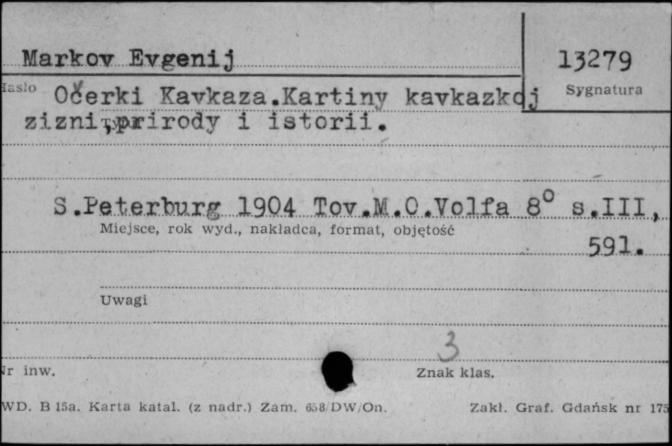 Markov Evgenij
13279
Hasło
Sygnatura
Očerki Kavkaza.Kartiny kavkazkoj
zizni,prirody i istorii.
S.Peterburg 1904 Tov.M.O.Volfa 8° s.III,
Miejsce, rok wyd., nakładca, format, objętość
591.
Uwagi
3
Nr inw.
Znak klas.
WD. B 15a. Karta katal. (z nadr.) Zam. 658/DW/On.
Zakł. Graf. Gdańsk nr 175